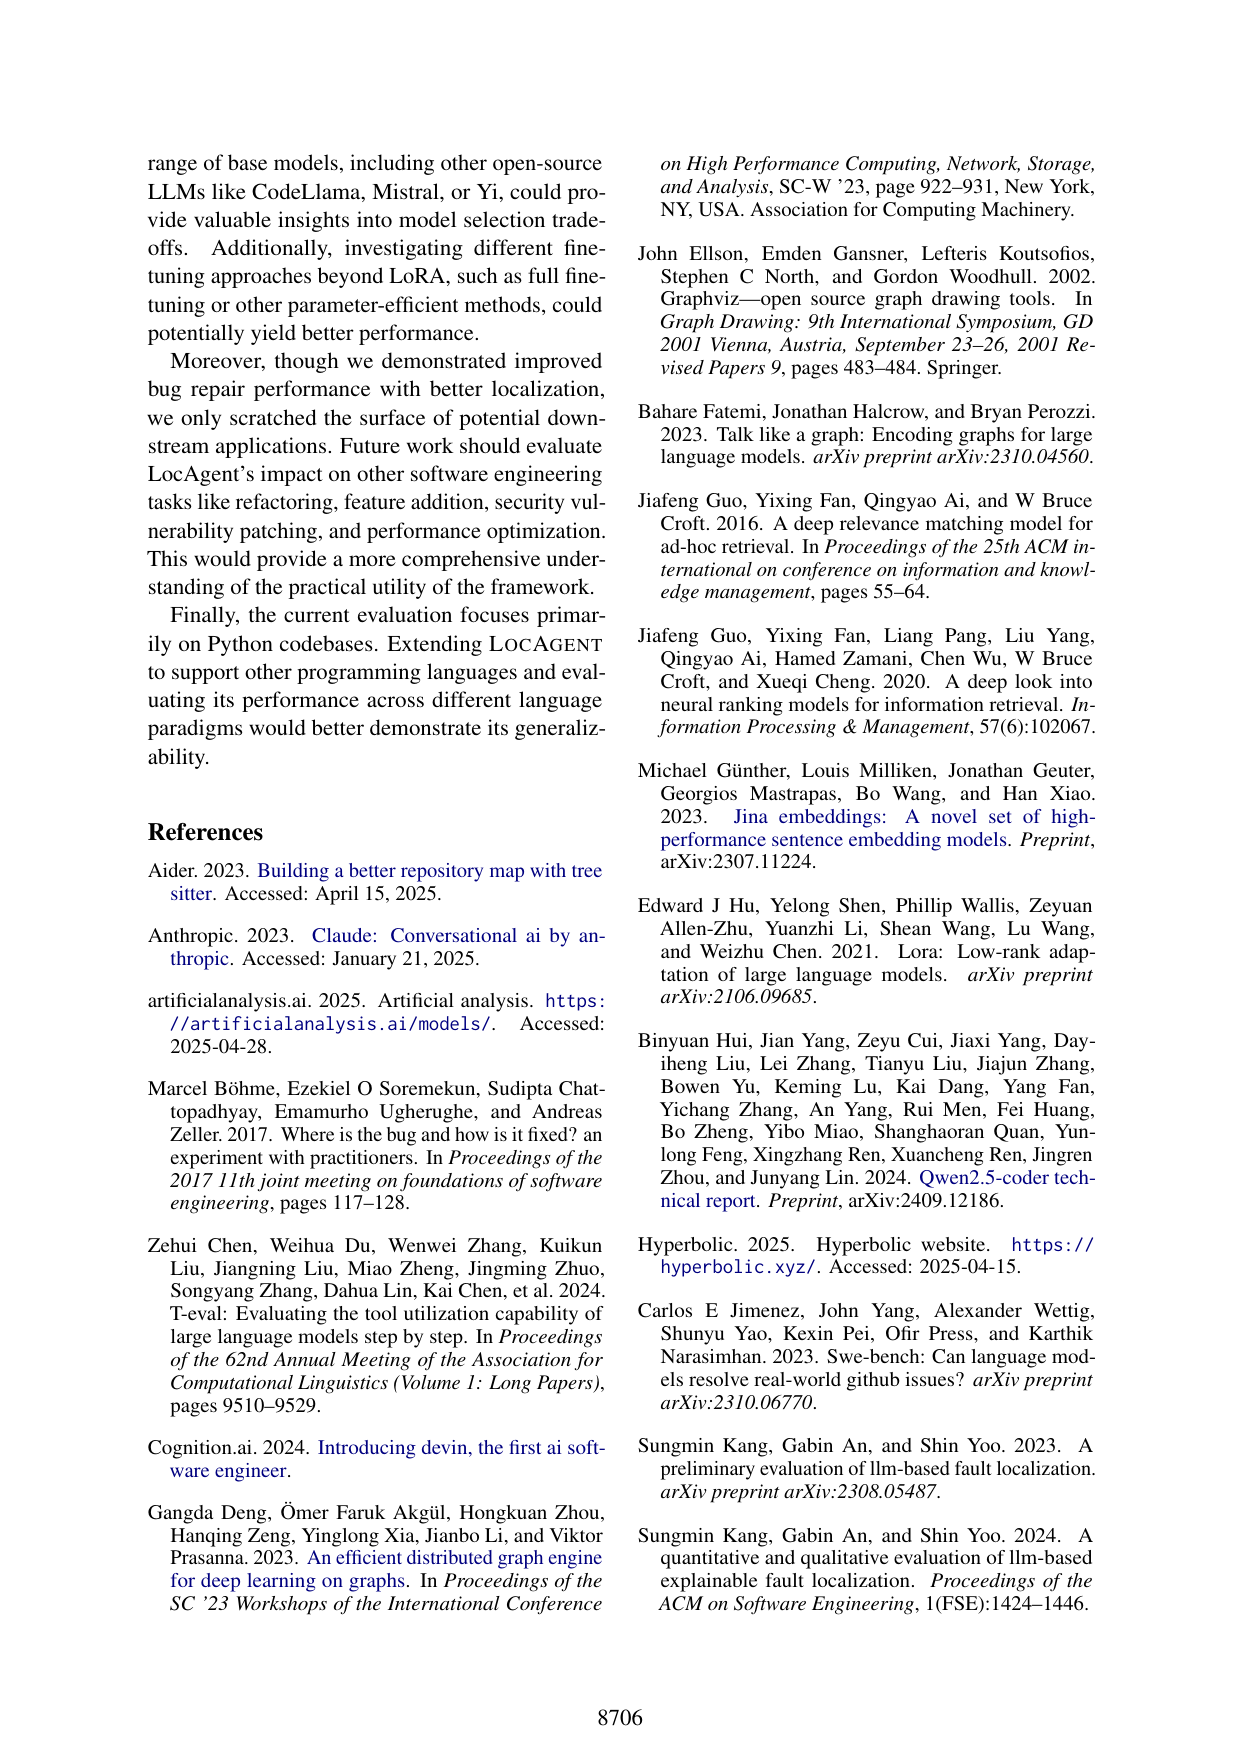 range of base models, including other open-source
LLMs like CodeLlama, Mistral, or Yi, could pro-
vide valuable insights into model selection trade-
offs. Additionally, investigating different fine-
tuning approaches beyond LoRA, such as full fine-
tuning or other parameter-efficient methods, could
potentially yield better performance.
Moreover, though we demonstrated improved
bug repair performance with better localization,
we only scratched the surface of potential down-
stream applications. Future work should evaluate
LocAgent's impact on other software engineering
tasks like refactoring, feature addition, security vul-
nerability patching, and performance optimization.
This would provide a more comprehensive under-
standing of the practical utility of the framework.
Finally, the current evaluation focuses primar-
ily on Python codebases. Extending LOCAGENT
to support other programming languages and eval-
uating its performance across different language
paradigms would better demonstrate its generaliz-
ability.
References
Aider. 2023. Building a better repository map with tree
sitter. Accessed: April 15, 2025.
Anthropic. 2023. Claude: Conversational ai by an-
thropic. Accessed: January 21, 2025.
artificialanalysis.ai. 2025. Artificial analysis. https:
//artificialanalysis.ai/models/. Accessed:
2025-04-28.
Marcel Böhme, Ezekiel O Soremekun, Sudipta Chat-
topadhyay, Emamurho Ugherughe, and Andreas
Zeller. 2017. Where is the bug and how is it fixed? an
experiment with practitioners. In Proceedings of the
2017 11th joint meeting on foundations of software
engineering, pages 117–128.
Zehui Chen, Weihua Du, Wenwei Zhang, Kuikun
Liu, Jiangning Liu, Miao Zheng, Jingming Zhuo,
Songyang Zhang, Dahua Lin, Kai Chen, et al. 2024.
T-eval: Evaluating the tool utilization capability of
large language models step by step. In Proceedings
of the 62nd Annual Meeting of the Association for
Computational Linguistics (Volume 1: Long Papers),
pages 9510–9529.
Cognition.ai. 2024. Introducing devin, the first ai soft-
ware engineer.
Gangda Deng, Ömer Faruk Akgül, Hongkuan Zhou,
Hanqing Zeng, Yinglong Xia, Jianbo Li, and Viktor
Prasanna. 2023. An efficient distributed graph engine
for deep learning on graphs. In Proceedings of the
SC '23 Workshops of the International Conference
on High Performance Computing, Network, Storage,
and Analysis, SC-W '23, page 922–931, New York,
NY, USA. Association for Computing Machinery.
John Ellson, Emden Gansner, Lefteris Koutsofios,
Stephen C North, and Gordon Woodhull. 2002.
Graphviz—open source graph drawing tools. In
Graph Drawing: 9th International Symposium, GD
2001 Vienna, Austria, September 23–26, 2001 Re-
vised Papers 9, pages 483–484. Springer.
Bahare Fatemi, Jonathan Halcrow, and Bryan Perozzi.
2023. Talk like a graph: Encoding graphs for large
language models. arXiv preprint arXiv:2310.04560.
Jiafeng Guo, Yixing Fan, Qingyao Ai, and W Bruce
Croft. 2016. A deep relevance matching model for
ad-hoc retrieval. In Proceedings of the 25th ACM in-
ternational on conference on information and knowl-
edge management, pages 55–64.
Jiafeng Guo, Yixing Fan, Liang Pang, Liu Yang,
Qingyao Ai, Hamed Zamani, Chen Wu, W Bruce
Croft, and Xueqi Cheng. 2020. A deep look into
neural ranking models for information retrieval. In-
formation Processing & Management, 57(6):102067.
Michael Günther, Louis Milliken, Jonathan Geuter,
Georgios Mastrapas, Bo Wang, and Han Xiao.
2023. Jina embeddings: A novel set of high-
performance sentence embedding models. Preprint,
arXiv:2307.11224.
Edward J Hu, Yelong Shen, Phillip Wallis, Zeyuan
Allen-Zhu, Yuanzhi Li, Shean Wang, Lu Wang,
and Weizhu Chen. 2021. Lora: Low-rank adap-
tation of large language models. arXiv preprint
arXiv:2106.09685.
Binyuan Hui, Jian Yang, Zeyu Cui, Jiaxi Yang, Day-
iheng Liu, Lei Zhang, Tianyu Liu, Jiajun Zhang,
Bowen Yu, Keming Lu, Kai Dang, Yang Fan,
Yichang Zhang, An Yang, Rui Men, Fei Huang,
Bo Zheng, Yibo Miao, Shanghaoran Quan, Yun-
long Feng, Xingzhang Ren, Xuancheng Ren, Jingren
Zhou, and Junyang Lin. 2024. Qwen2.5-coder tech-
nical report. Preprint, arXiv:2409.12186.
Hyperbolic. 2025. Hyperbolic website. https://
hyperbolic.xyz/. Accessed: 2025-04-15.
Carlos E Jimenez, John Yang, Alexander Wettig,
Shunyu Yao, Kexin Pei, Ofir Press, and Karthik
Narasimhan. 2023. Swe-bench: Can language mod-
els resolve real-world github issues? arXiv preprint
arXiv:2310.06770.
Sungmin Kang, Gabin An, and Shin Yoo. 2023. A
preliminary evaluation of llm-based fault localization.
arXiv preprint arXiv:2308.05487.
Sungmin Kang, Gabin An, and Shin Yoo. 2024. A
quantitative and qualitative evaluation of llm-based
explainable fault localization. Proceedings of the
ACM on Software Engineering, 1(FSE):1424–1446.
8706